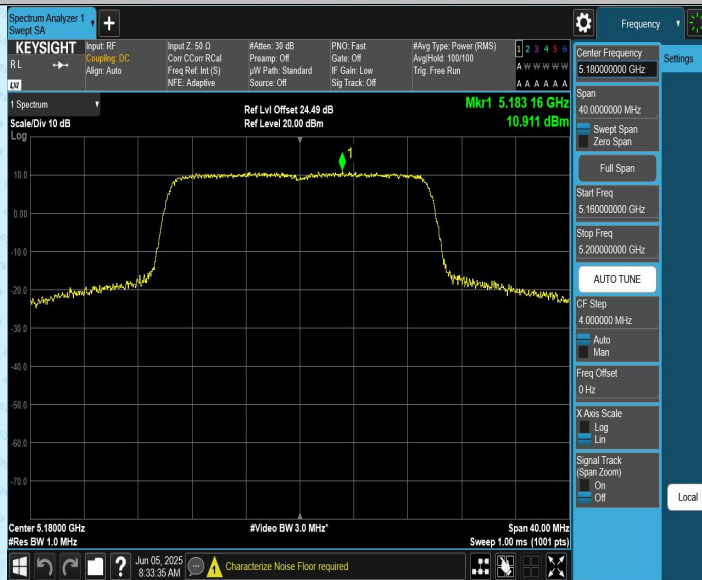 Spectrum Analyzer 1
Swept SA
Frequency
KEYSIGHT
RL
LXI
Input: RF
Coupling: DC
Align: Auto
Input Z: 50 Ω
Corr CCorr RCal
Freq Ref: Int (S)
NFE: Adaptive
#Atten: 30 dB
Preamp: Off
µW Path: Standard
Source: Off
PNO: Fast
Gate: Off
IF Gain: Low
Sig Track: Off
#Avg Type: Power (RMS)
Avg|Hold: 100/100
Trig: Free Run
1 2 3 4 5 6
A W W W W W
A A A A A A
1 Spectrum
Scale/Div 10 dB
Log
Ref Lvl Offset 24.49 dB
Ref Level 20.00 dBm
Mkr1 5.183 16 GHz
10.911 dBm
1
10.0
0.00
-10.0
-20.0
-30.0
-40.0
-50.0
-60.0
-70.0
Center 5.18000 GHz
#Res BW 1.0 MHz
#Video BW 3.0 MHz*
Span 40.00 MHz
Sweep 1.00 ms (1001 pts)
Center Frequency
5.18000000 GHz
Settings
Span
40.0000000 MHz
Swept Span
Zero Span
Full Span
Start Freq
5.160000000 GHz
Stop Freq
5.200000000 GHz
AUTO TUNE
CF Step
4.000000 MHz
Auto
Man
Freq Offset
0 Hz
X Axis Scale
Log
Lin
Signal Track
(Span Zoom)
On
Off
Local
?
Jun 05, 2025
8:33:35 AM
1
Characterize Noise Floor required